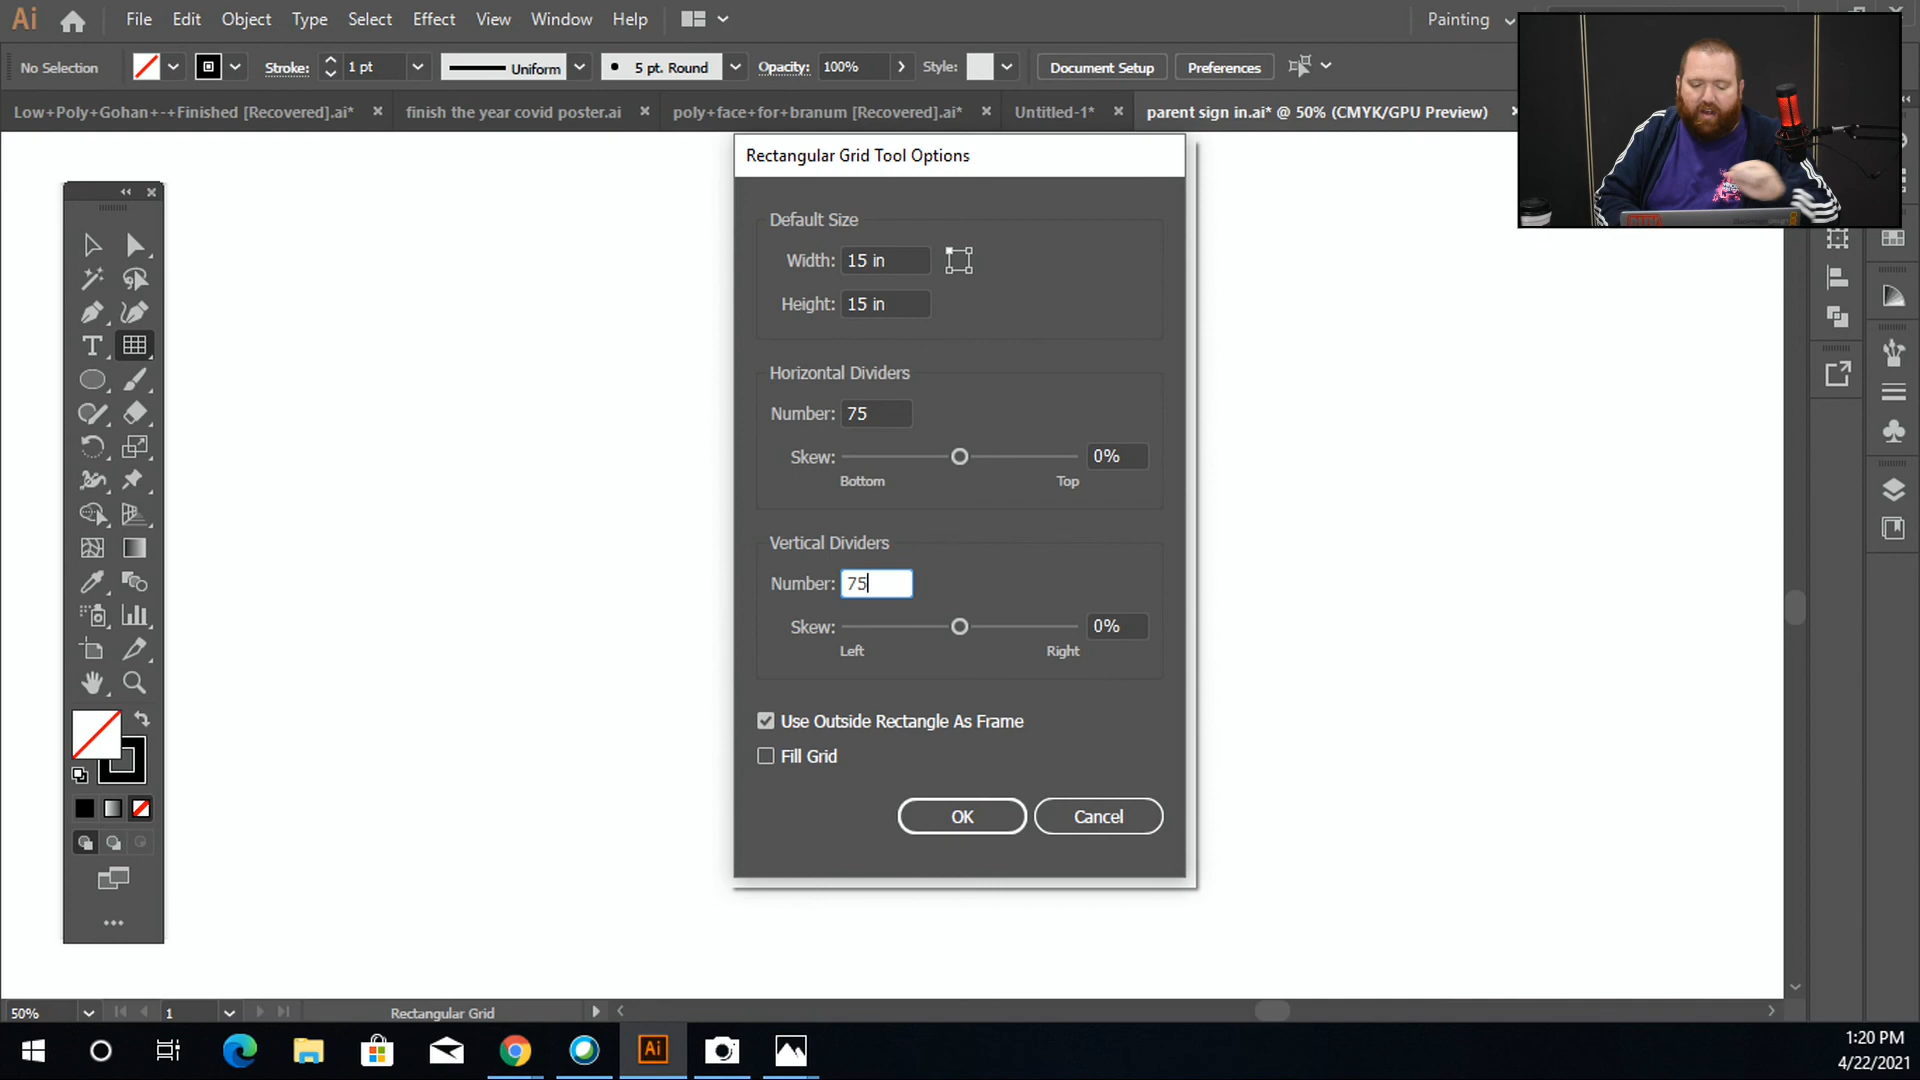 Ai File Edit Object Type Select Effect View Window Help Painting
No Selection Stroke: 1 pt Uniform 5 pt. Round Opacity: 100% Style: Document Setup Preferences
Low+Poly+Gohan+-+Finished [Recovered].ai* finish the year covid poster.ai poly+face+for+branum [Recovered].ai* Untitled-1* parent sign in.ai* @ 50% (CMYK/GPU Preview)
Rectangular Grid Tool Options
Default Size
Width: 15 in
Height: 15 in
Horizontal Dividers
Number: 75
Skew: 0%
Bottom Top
Vertical Dividers
Number: 75
Skew: 0%
Left Right
Use Outside Rectangle As Frame
Fill Grid
OK Cancel
50% 1 Rectangular Grid
Ai
1:20 PM
4/22/2021